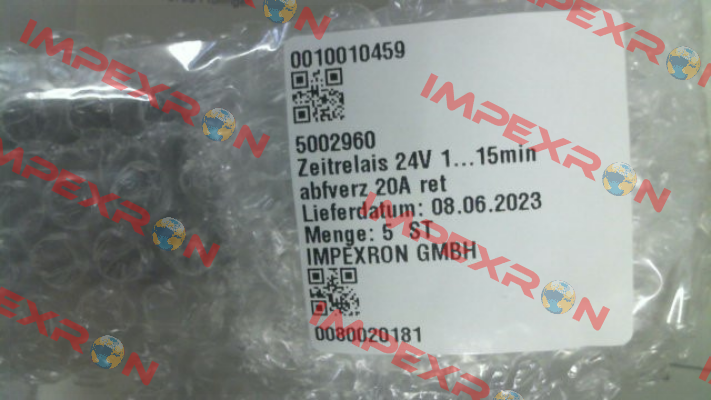 0010010459
5002960
Zeitrelais 24V 1...15min
abfverz 20A ret
Lieferdatum: 08.06.2023
Menge: 5 ST
IMPEXRON GMBH
0080020181
IMPEXRON
IMPEXRON
IMPEXRON
IMPEXRON
IMPEXRON
IMPEXRON